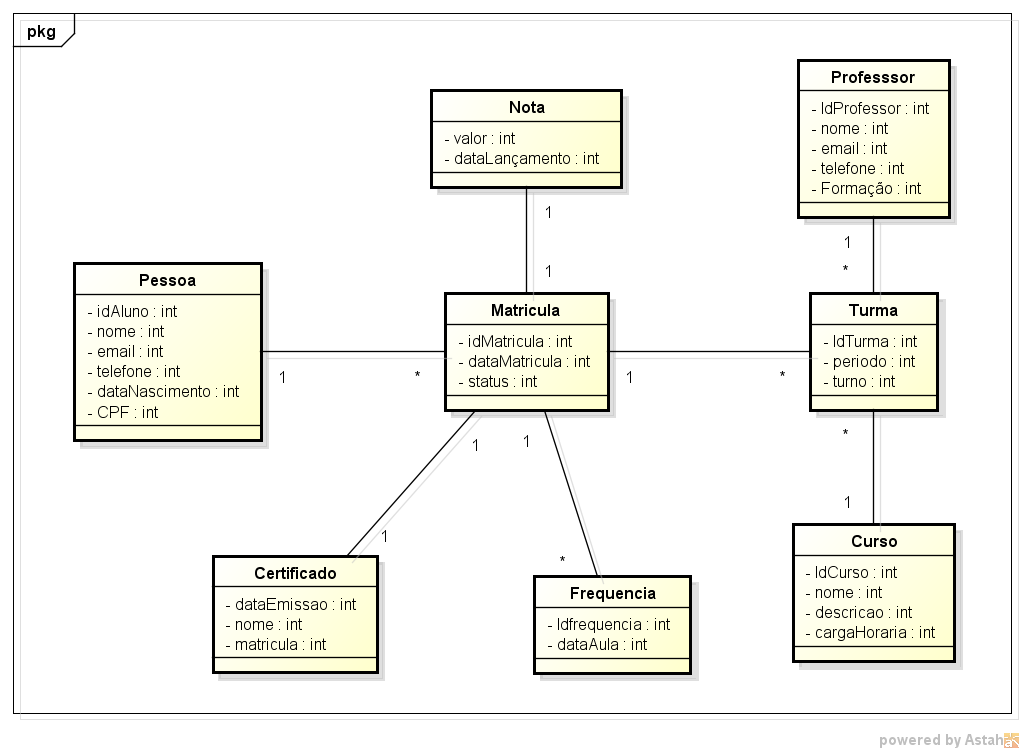 pkg
Professsor
- IdProfessor : int
- nome : int
- email : int
- telefone : int
- Formação : int
Nota
- valor : int
- dataLançamento : int
1
1
1
*
Pessoa
- idAluno : int
- nome : int
- email : int
- telefone : int
- dataNascimento : int
- CPF : int
1
*
Matricula
- idMatricula : int
- dataMatricula : int
- status : int
1
*
Turma
- IdTurma : int
- periodo : int
- turno : int
1
1
1
*
*
1
Certificado
- dataEmissao : int
- nome : int
- matricula : int
Frequencia
- Idfrequencia : int
- dataAula : int
Curso
- IdCurso : int
- nome : int
- descricao : int
- cargaHoraria : int
powered by Astah